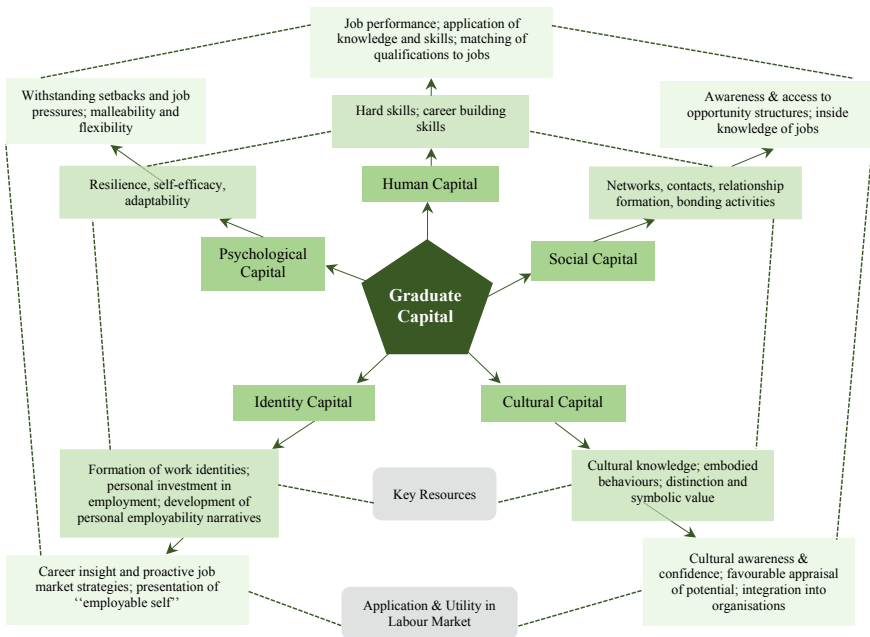 Job performance; application of
knowledge and skills; matching of
qualifications to jobs
Withstanding setbacks and job
pressures; malleability and
flexibility
Hard skills; career building
skills
Awareness & access to
opportunity structures; inside
knowledge of jobs
Resilience, self-efficacy,
adaptability
Human Capital
Networks, contacts, relationship
formation, bonding activities
Psychological
Capital
Social Capital
Graduate
Capital
Identity Capital
Cultural Capital
Formation of work identities;
personal investment in
employment; development of
personal employability narratives
Key Resources
Cultural knowledge; embodied
behaviours; distinction and
symbolic value
Career insight and proactive job
market strategies; presentation of
‘‘employable self’’
Application & Utility in
Labour Market
Cultural awareness &
confidence; favourable appraisal
of potential; integration into
organisations